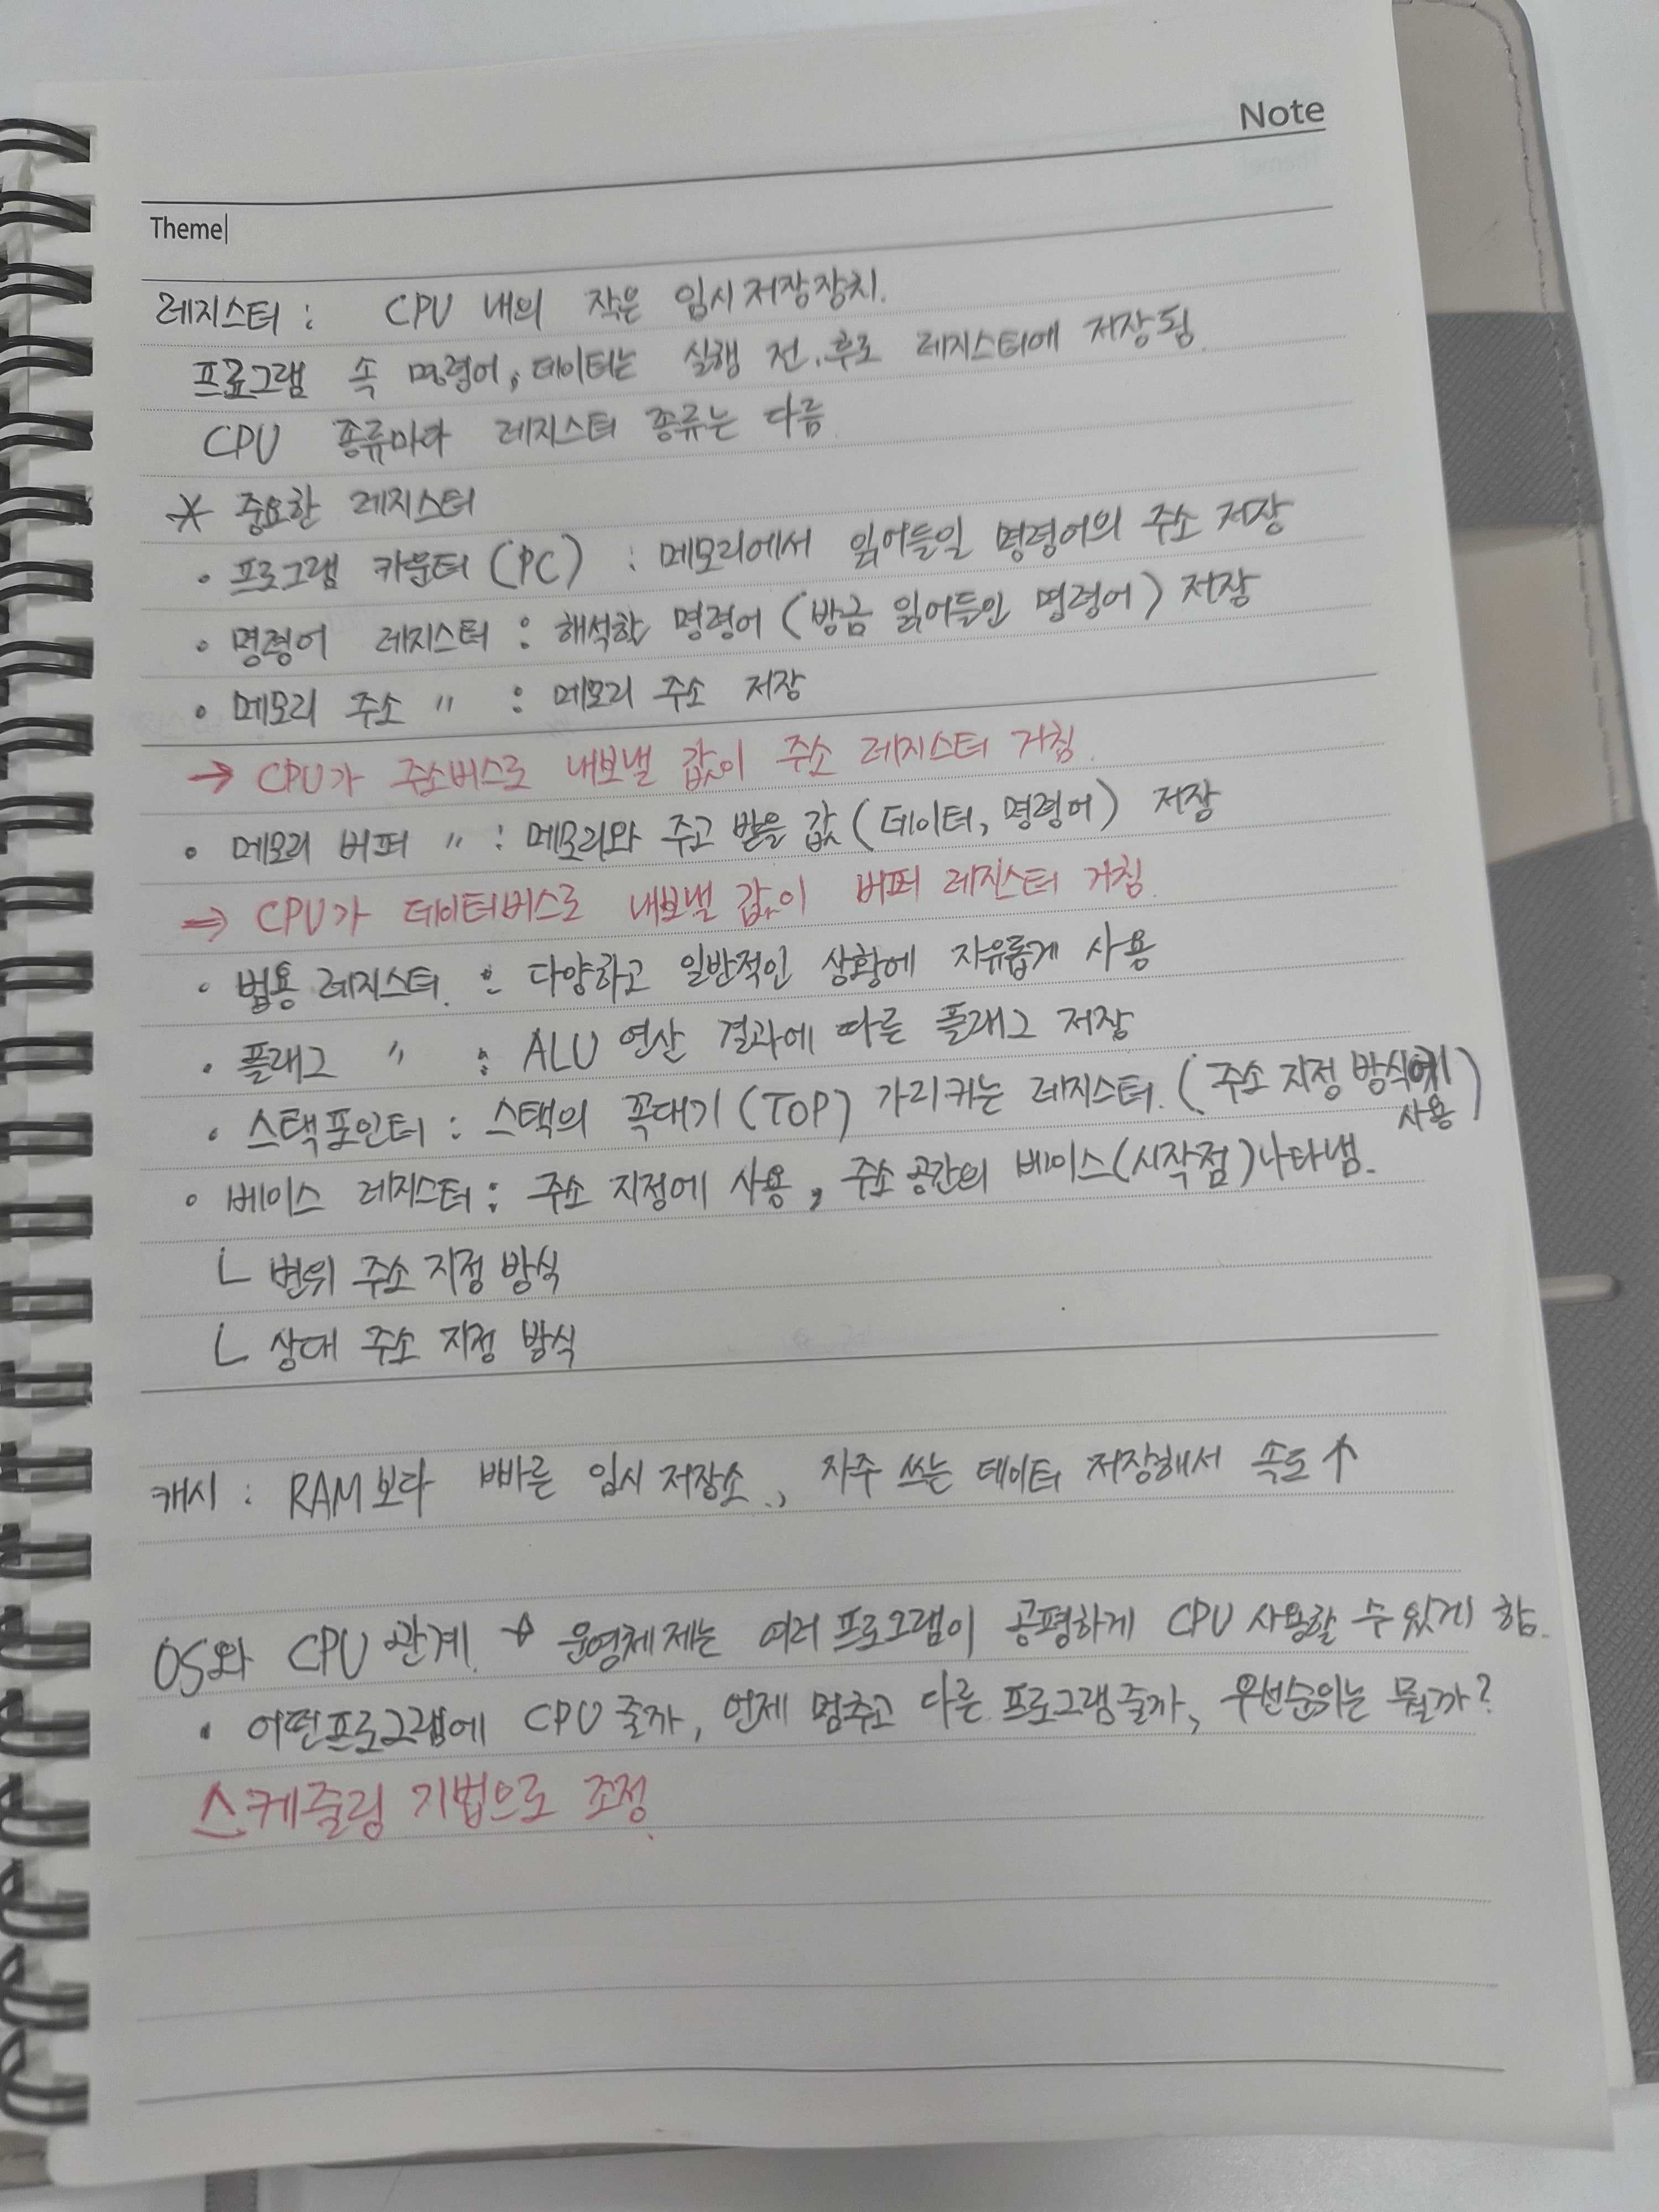 Note
Theme
레지스터 : CPU 내의 작은 임시 저장장치.
프로그램 속 명령어, 데이터는 실행 전.후로 레지스터에 저장됨.
CPU 종류마다 레지스터 종류는 다름
* 중요한 레지스터
• 프로그램 카운터 (PC) : 메모리에서 읽어들일 명령어의 주소 저장
• 명령어 레지스터 : 해석할 명령어 (방금 읽어들인 명령어) 저장
• 메모리 주소 〃 : 메모리 주소 저장
→ CPU가 주소버스로 내보낼 값이 주소 레지스터 거침.
• 메모리 버퍼 〃 : 메모리와 주고 받을 값 (데이터, 명령어) 저장
⇒ CPU가 데이터버스로 내보낼 값이 버퍼 레지스터 거침.
• 범용 레지스터. : 다양하고 일반적인 상황에 자유롭게 사용
• 플래그 〃 : ALU 연산 결과에 따른 플래그 저장
• 스택포인터 : 스택의 꼭대기 (TOP) 가리키는 레지스터. (주소 지정 방식에 사용)
• 베이스 레지스터 : 주소 지정에 사용, 주소 공간의 베이스(시작점)나타냄.
ㄴ 변위 주소 지정 방식
ㄴ 상대 주소 지정 방식
캐시 : RAM보다 빠른 임시 저장소., 자주 쓰는 데이터 저장해서 속도↑
OS와 CPU 관계. → 운영체제는 여러 프로그램이 공평하게 CPU 사용할 수 있게 함.
• 어떤프로그램에 CPU 줄까, 언제 멈추고 다른 프로그램줄까, 우선순위는 뭘까?
스케줄링 기법으로 조정.